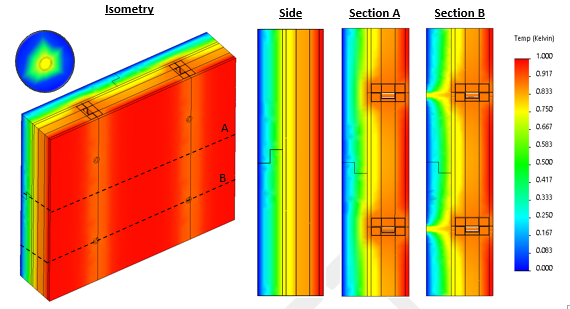 Isometry
Side
Section A
Section B
Temp (Kelvin)
1.000
0.917
0.833
0.750
0.667
0.583
0.500
0.417
0.333
0.250
0.167
0.083
0.000
A
B